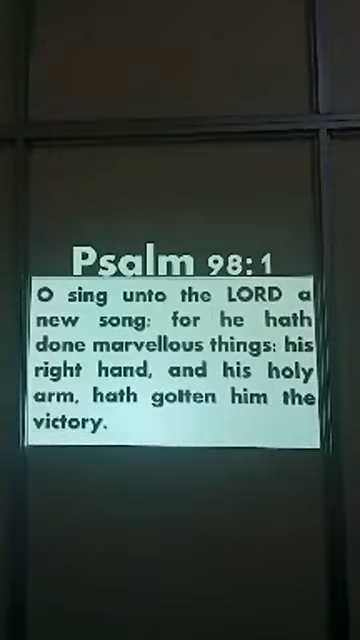 Psalm 98:1
O sing unto the LORD a
new song; for he hath
done marvellous things: his
right hand, and his holy
arm, hath gotten him the
victory.